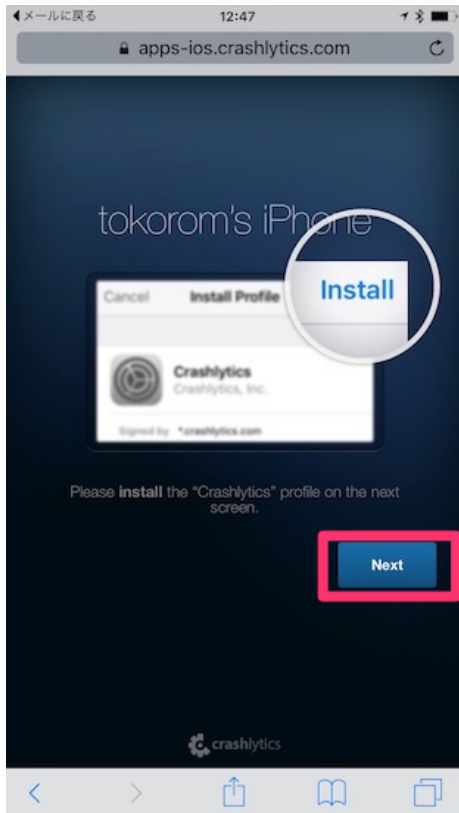 メールに戻る 12:47
apps-ios.crashlytics.com
tokorom's iPhone
Install
Cancel Install Profile
Crashlytics
Crashlytics, Inc.
Signed by *.crashlytics.com
Please install the “Crashlytics” profile on the next
screen.
Next
crashlytics